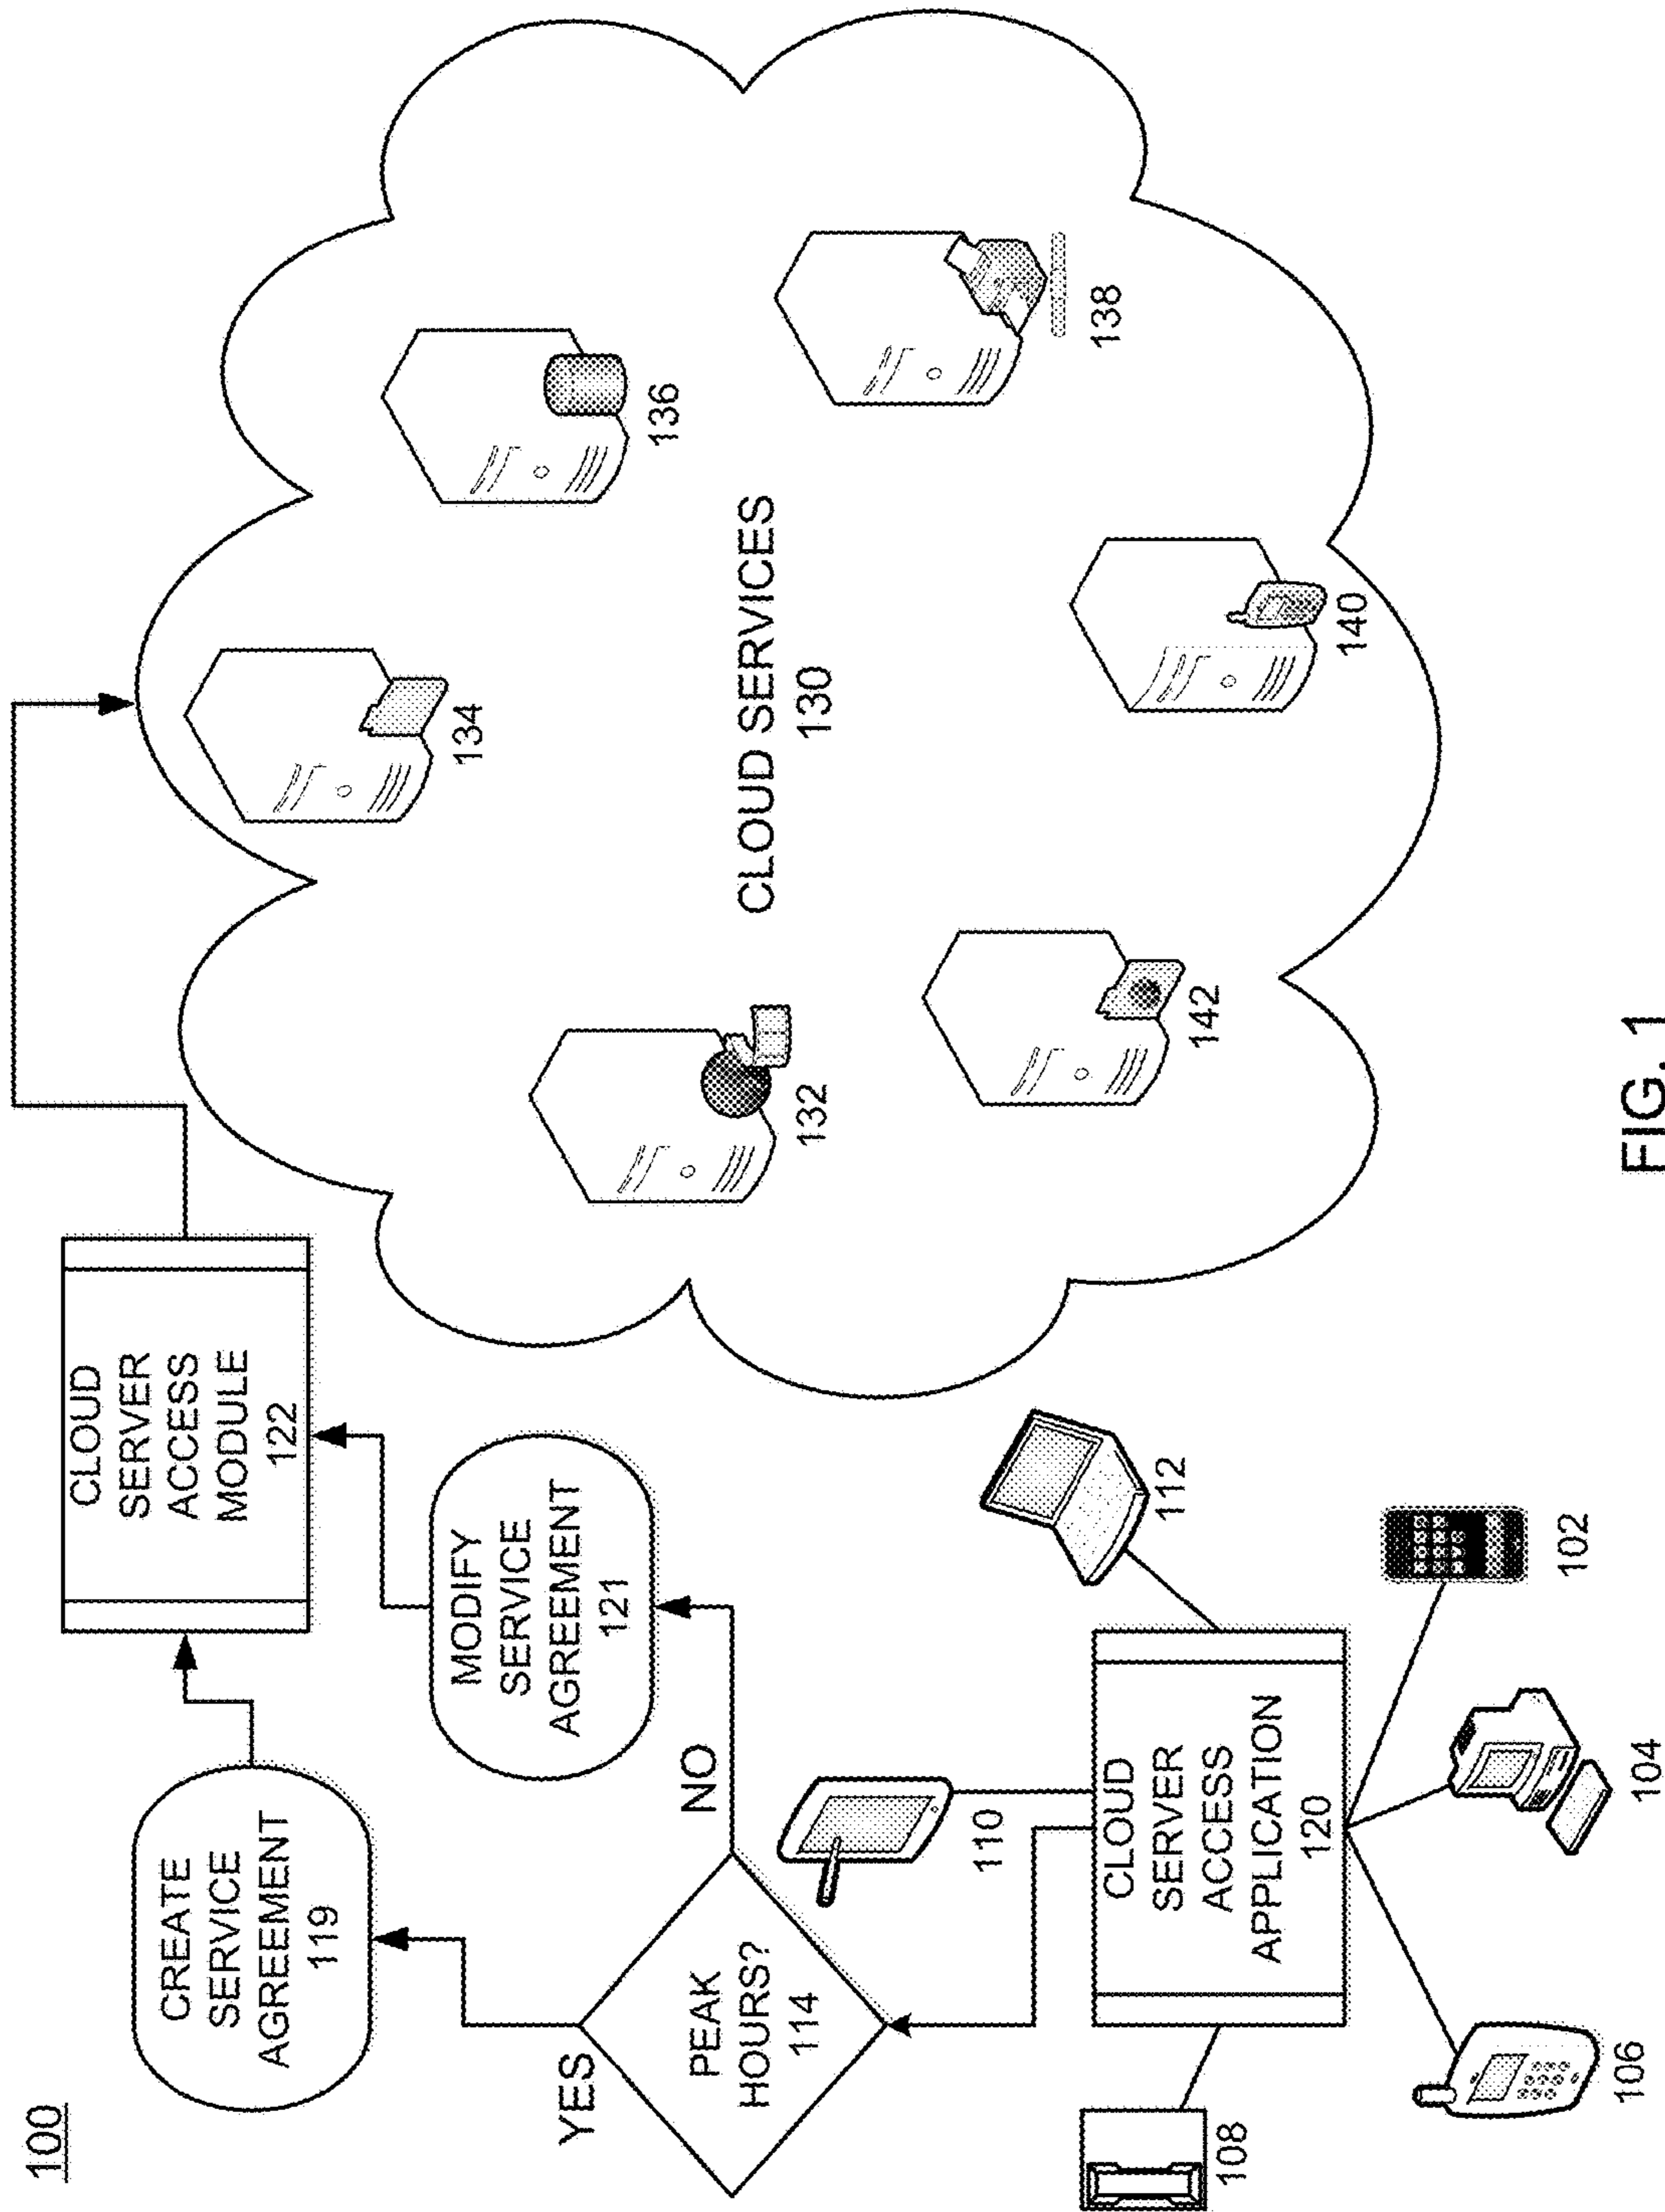 100
CREATE
SERVICE
AGREEMENT
119
CLOUD
SERVER
ACCESS
MODULE
122
YES
PEAK
HOURS?
114
NO
MODIFY
SERVICE
AGREEMENT
121
108
110
CLOUD
SERVER
ACCESS
APPLICATION
120
112
106
104
102
CLOUD SERVICES
130
132
134
136
138
140
142
FIG. 1